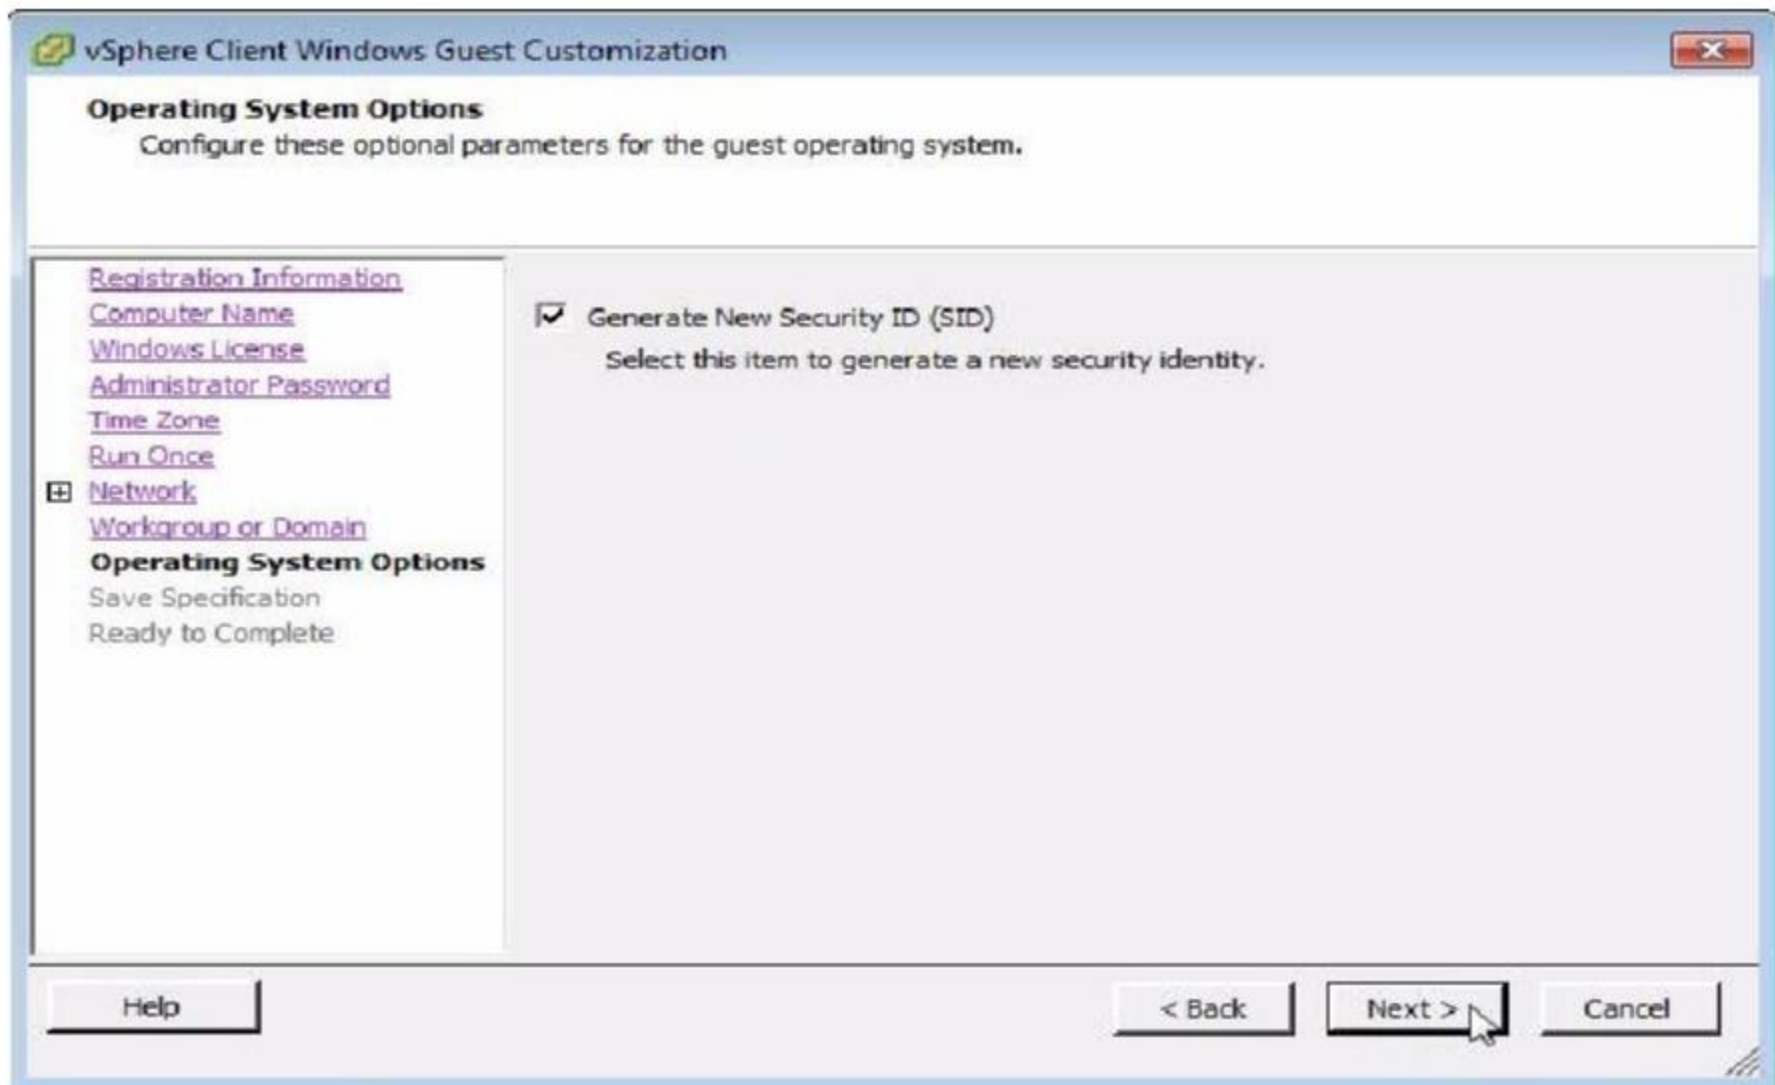 vSphere Client Windows Guest Customization
Operating System Options
Configure these optional parameters for the guest operating system.
Registration Information
Computer Name
Windows License
Administrator Password
Time Zone
Run Once
Network
Workgroup or Domain
Operating System Options
Save Specification
Ready to Complete
Generate New Security ID (SID)
Select this item to generate a new security identity.
Help
< Back
Next >
Cancel